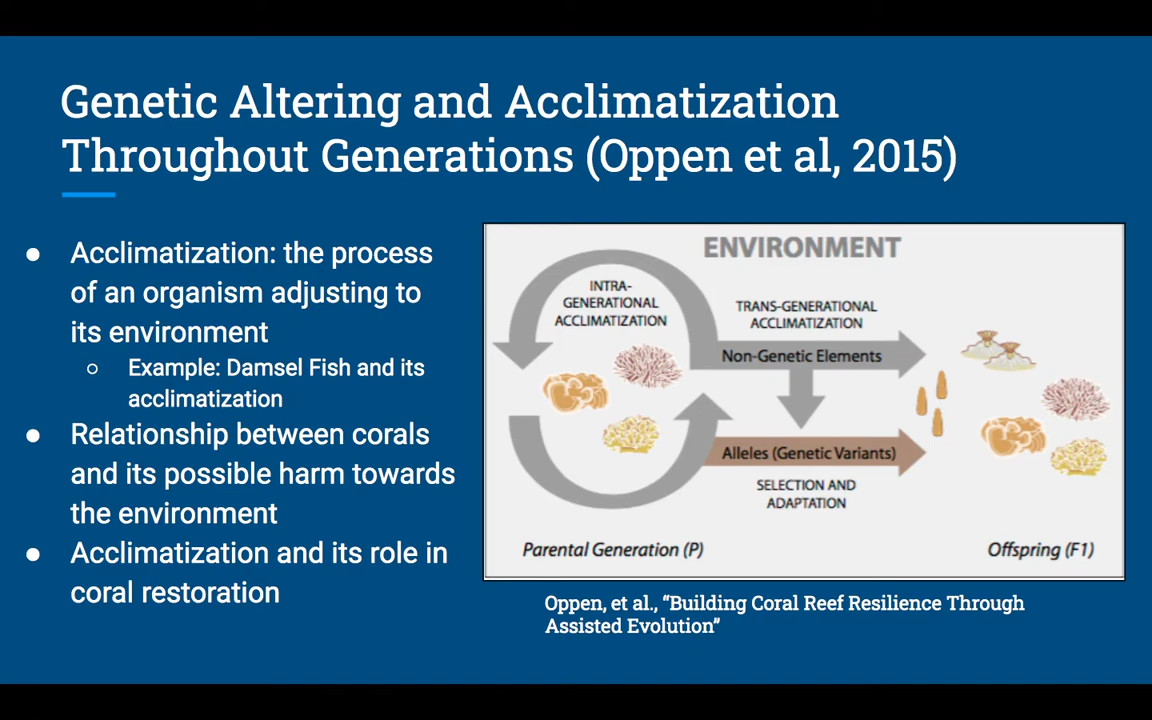 Genetic Altering and Acclimatization
Throughout Generations (Oppen et al, 2015)
● Acclimatization: the process
of an organism adjusting to
its environment
○ Example: Damsel Fish and its
acclimatization
● Relationship between corals
and its possible harm towards
the environment
● Acclimatization and its role in
coral restoration
ENVIRONMENT
INTRA-
GENERATIONAL
ACCLIMATIZATION
TRANS-GENERATIONAL
ACCLIMATIZATION
Non-Genetic Elements
Alleles (Genetic Variants)
SELECTION AND
ADAPTATION
Parental Generation (P)
Offspring (F1)
Oppen, et al., “Building Coral Reef Resilience Through
Assisted Evolution”